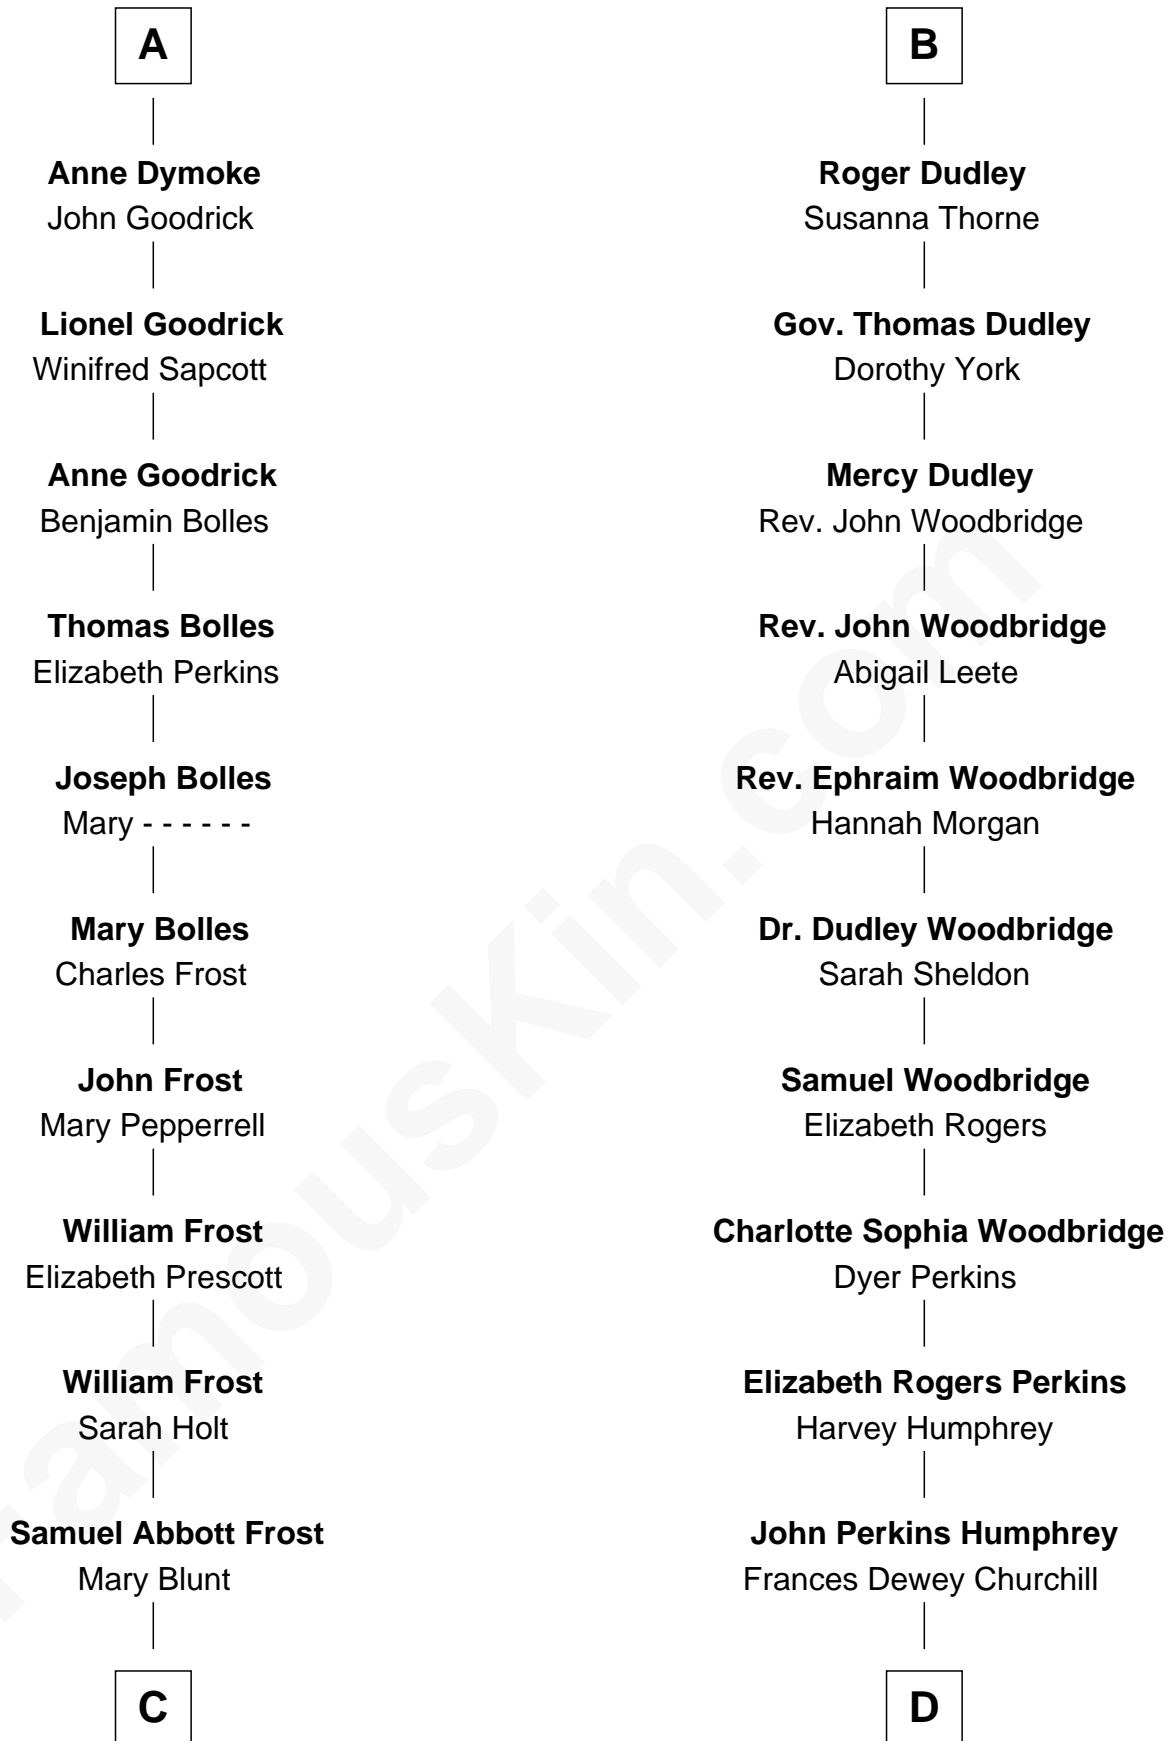 A
Anne Dymoke
John Goodrick
Lionel Goodrick
Winifred Sapcott
Anne Goodrick
Benjamin Bolles
Thomas Bolles
Elizabeth Perkins
Joseph Bolles
Mary - - - - - -
Mary Bolles
Charles Frost
John Frost
Mary Pepperrell
William Frost
Elizabeth Prescott
William Frost
Sarah Holt
Samuel Abbott Frost
Mary Blunt
C
B
Roger Dudley
Susanna Thorne
Gov. Thomas Dudley
Dorothy York
Mercy Dudley
Rev. John Woodbridge
Rev. John Woodbridge
Abigail Leete
Rev. Ephraim Woodbridge
Hannah Morgan
Dr. Dudley Woodbridge
Sarah Sheldon
Samuel Woodbridge
Elizabeth Rogers
Charlotte Sophia Woodbridge
Dyer Perkins
Elizabeth Rogers Perkins
Harvey Humphrey
John Perkins Humphrey
Frances Dewey Churchill
D
FamousKin.com